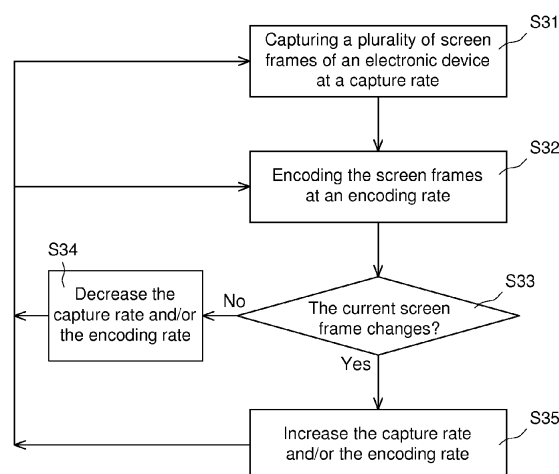 S31
Capturing a plurality of screen
frames of an electronic device
at a capture rate
S32
Encoding the screen frames
at an encoding rate
S34
Decrease the
capture rate and/or
the encoding rate
No
S33
The current screen
frame changes?
Yes
S35
Increase the capture rate
and/or the encoding rate